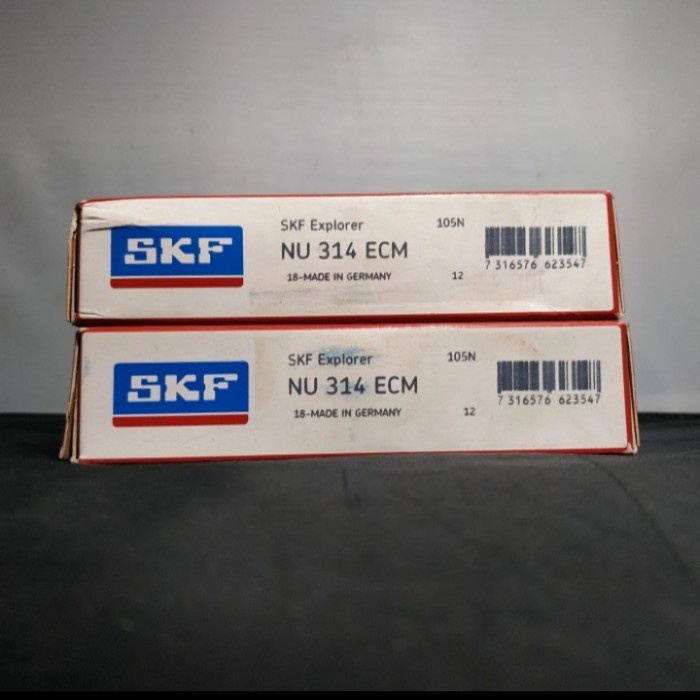 SKF
SKF Explorer 105N
NU 314 ECM
18-MADE IN GERMANY 12
7 316576 623547
SKF
SKF Explorer 105N
NU 314 ECM
18-MADE IN GERMANY 12
7 316576 623547